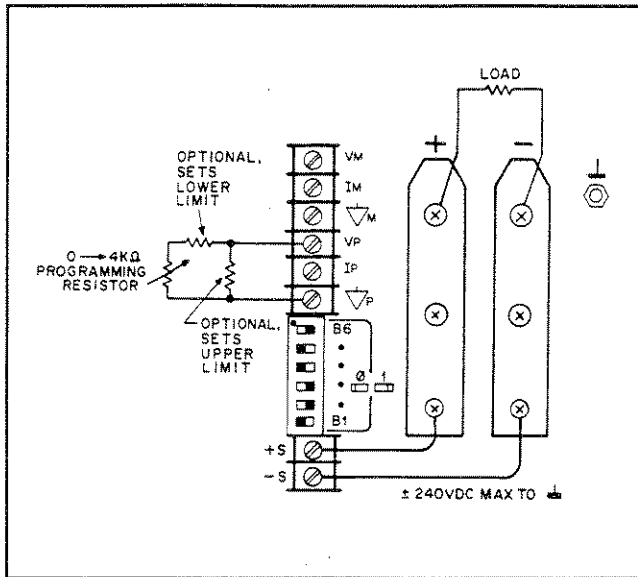 LOAD
+ −
OPTIONAL,
SETS
LOWER
LIMIT
VM
IM
M
VP
IP
P
0→4KΩ
PROGRAMMING
RESISTOR
OPTIONAL,
SETS
UPPER
LIMIT
B6
0 1
B1
+S
−S
± 240VDC MAX TO